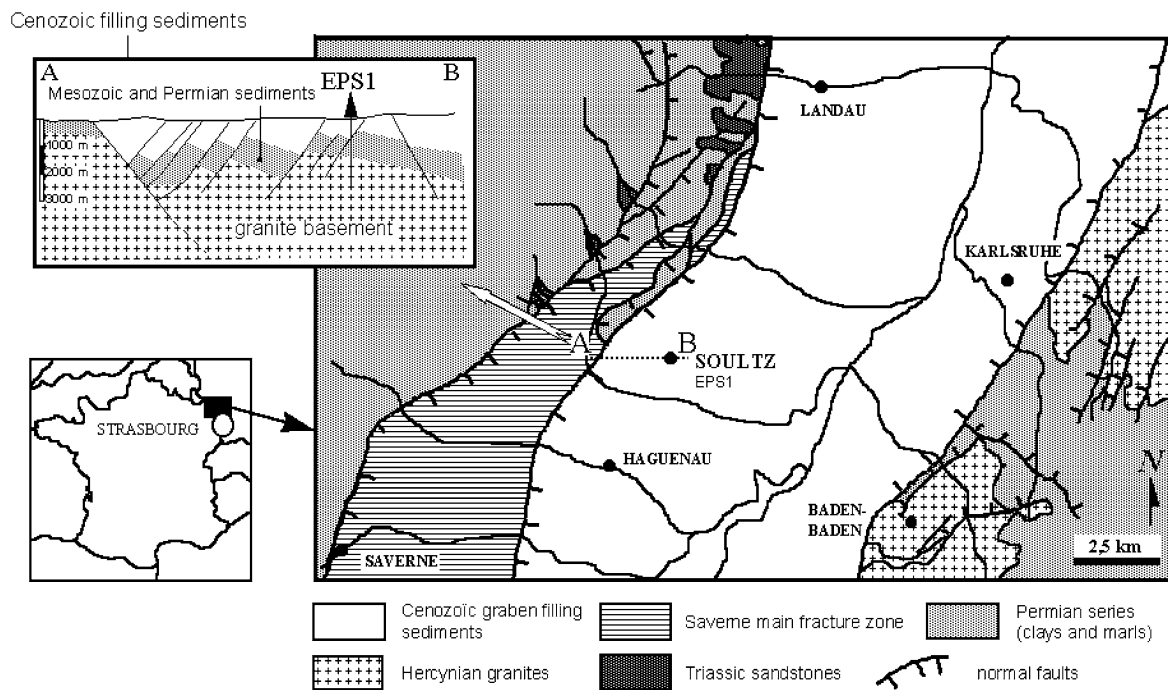 Cenozoic filling sediments
A
B
EPS1
Mesozoic and Permian sediments
1000 m
2000 m
3000 m
granite basement
LANDAU
KARLSRUHE
A
B
SOULTZ
EPS1
STRASBOURG
HAGUENAU
BADEN-
BADEN
N
2,5 km
SAVERNE
Cenozoïc graben filling
sediments
Saverne main fracture zone
Permian series
(clays and marls)
Hercynian granites
Triassic sandstones
normal faults